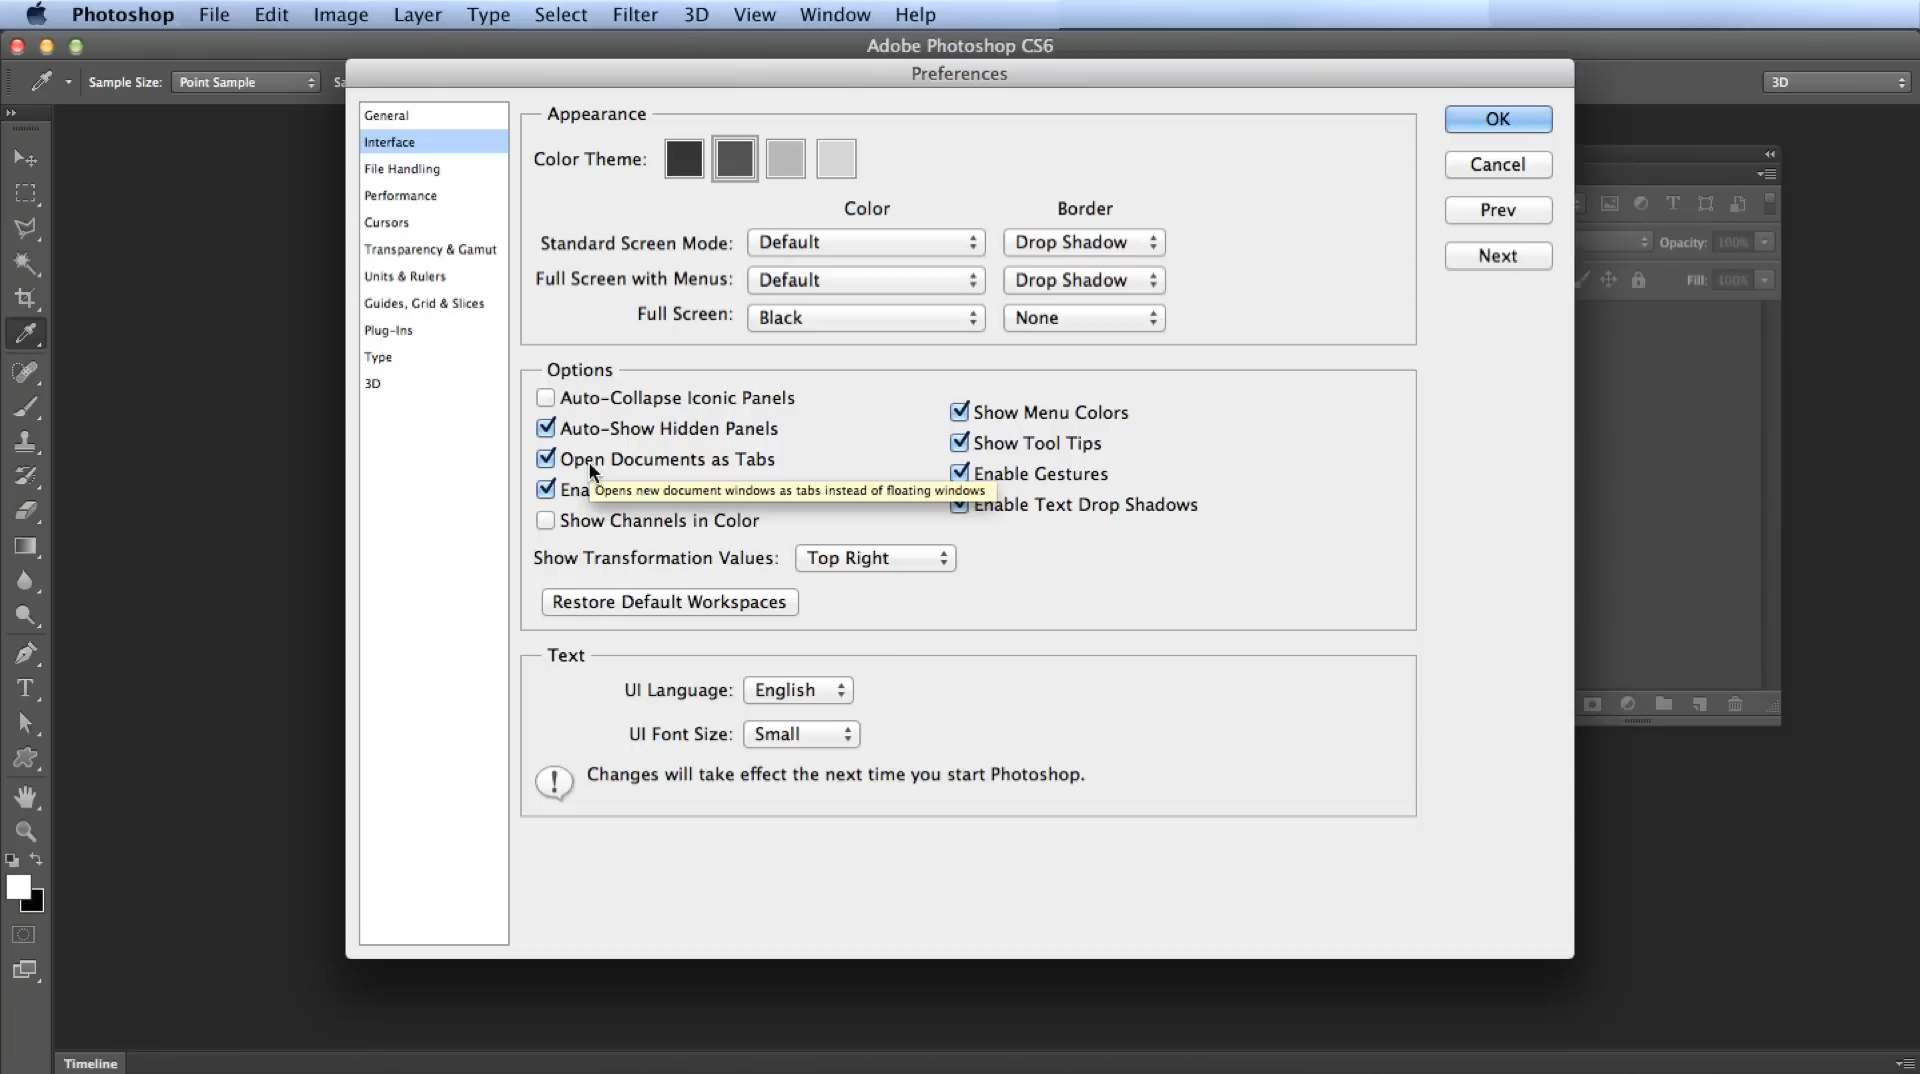 Photoshop File Edit Image Layer Type Select Filter 3D View Window Help
Adobe Photoshop CS6
Sample Size: Point Sample
3D
Preferences
General
Interface
File Handling
Performance
Cursors
Transparency & Gamut
Units & Rulers
Guides, Grid & Slices
Plug-Ins
Type
3D
Appearance
Color Theme:
Color Border
Standard Screen Mode: Default Drop Shadow
Full Screen with Menus: Default Drop Shadow
Full Screen: Black None
Options
Auto-Collapse Iconic Panels
Auto-Show Hidden Panels
Open Documents as Tabs
Opens new document windows as tabs instead of floating windows
Show Channels in Color
Show Menu Colors
Show Tool Tips
Enable Gestures
Enable Text Drop Shadows
Show Transformation Values: Top Right
Restore Default Workspaces
Text
UI Language: English
UI Font Size: Small
! Changes will take effect the next time you start Photoshop.
OK
Cancel
Prev
Next
Opacity: 100%
Fill: 100%
Timeline